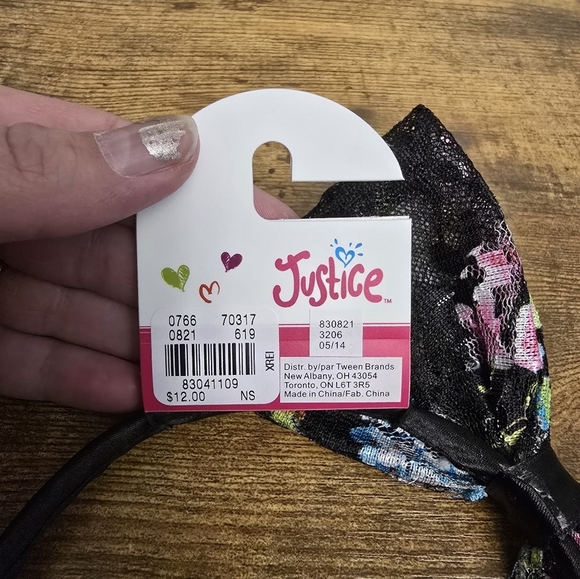 Justice™
0766 70317
0821 619
XREI
83041109
$12.00 NS
830821
3206
05/14
Distr. by/par Tween Brands
New Albany, OH 43054
Toronto, ON L6T 3R5
Made in China/Fab. China